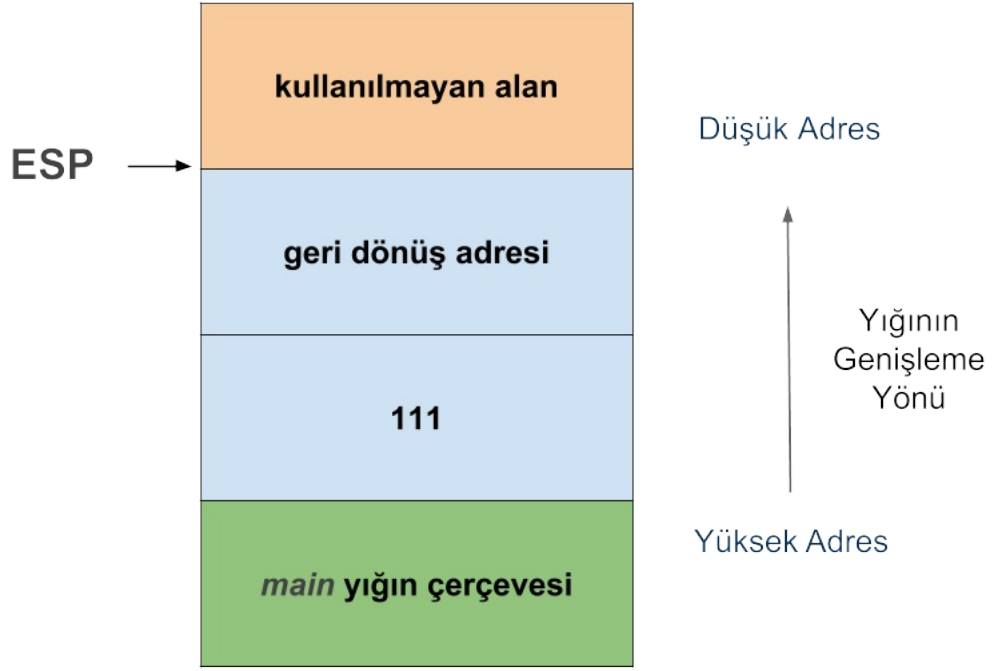 kullanılmayan alan
Düşük Adres
ESP
geri dönüş adresi
Yığının
Genişleme
Yönü
111
Yüksek Adres
main yığın çerçevesi